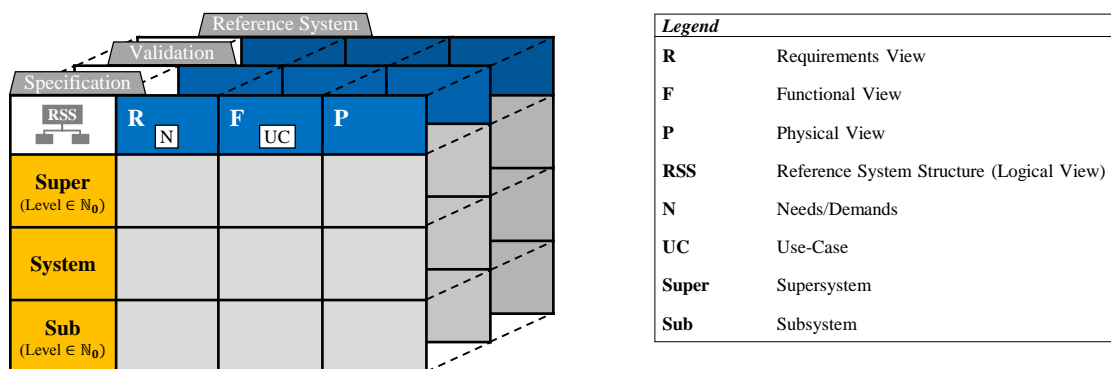 Reference System
Validation
Specification
RSS
R
N
F
UC
P
Super
(Level ∈ ℕ₀)
System
Sub
(Level ∈ ℕ₀)
Legend
R Requirements View
F Functional View
P Physical View
RSS Reference System Structure (Logical View)
N Needs/Demands
UC Use-Case
Super Supersystem
Sub Subsystem